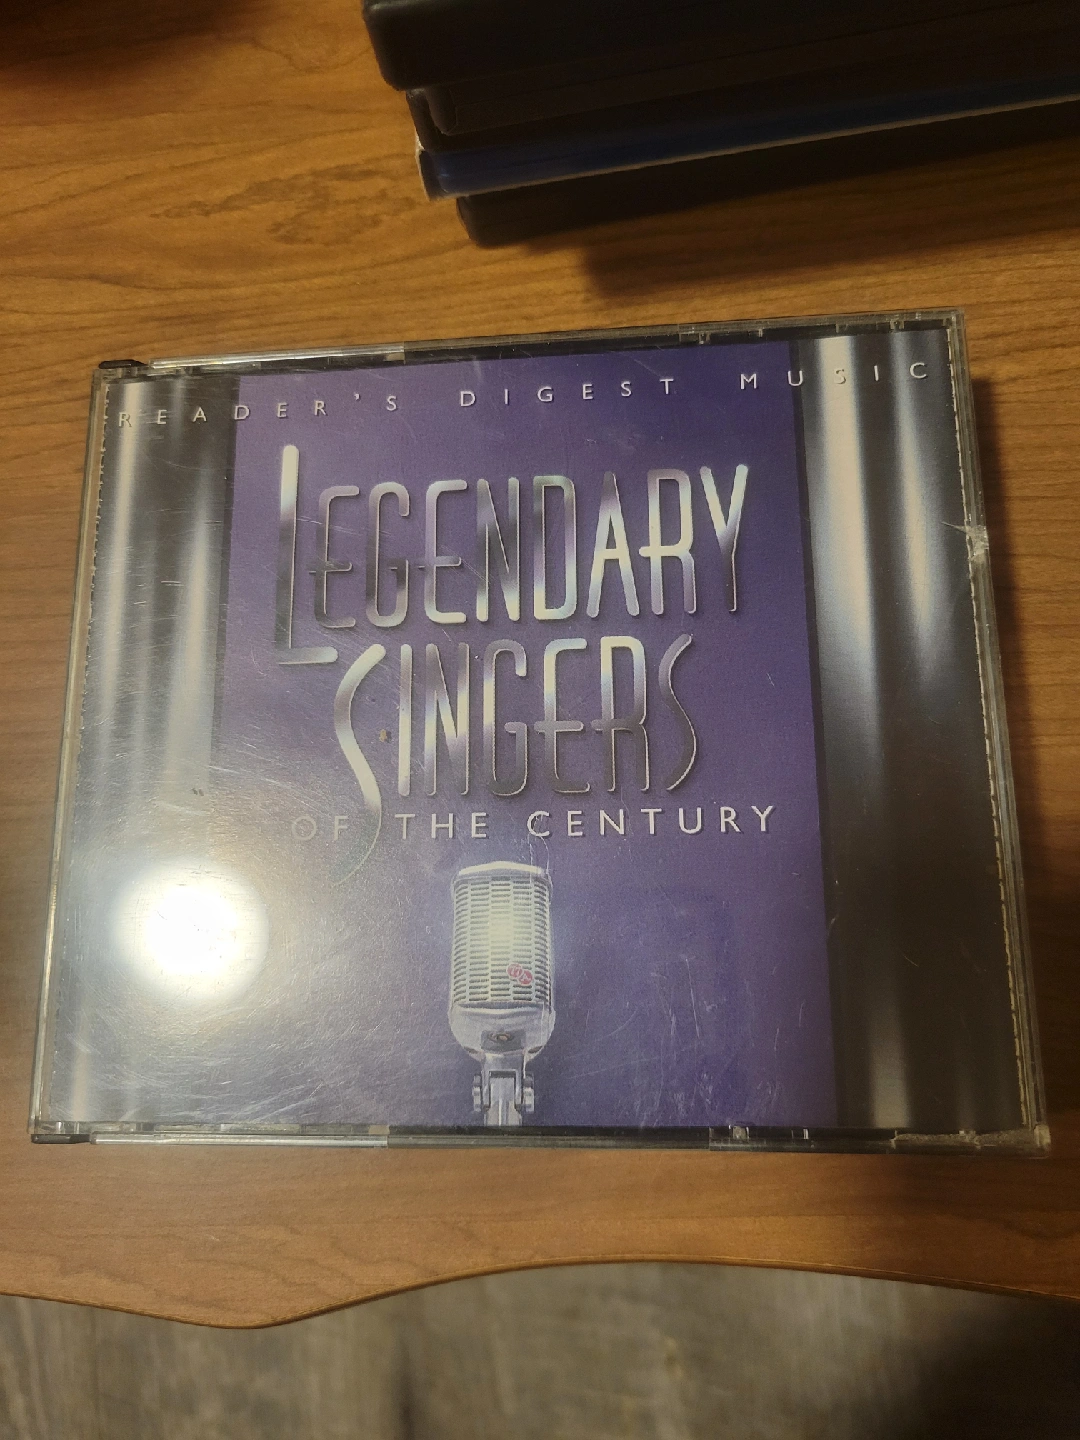 READER'S DIGEST MUSIC
LEGENDARY
SINGERS
OF THE CENTURY